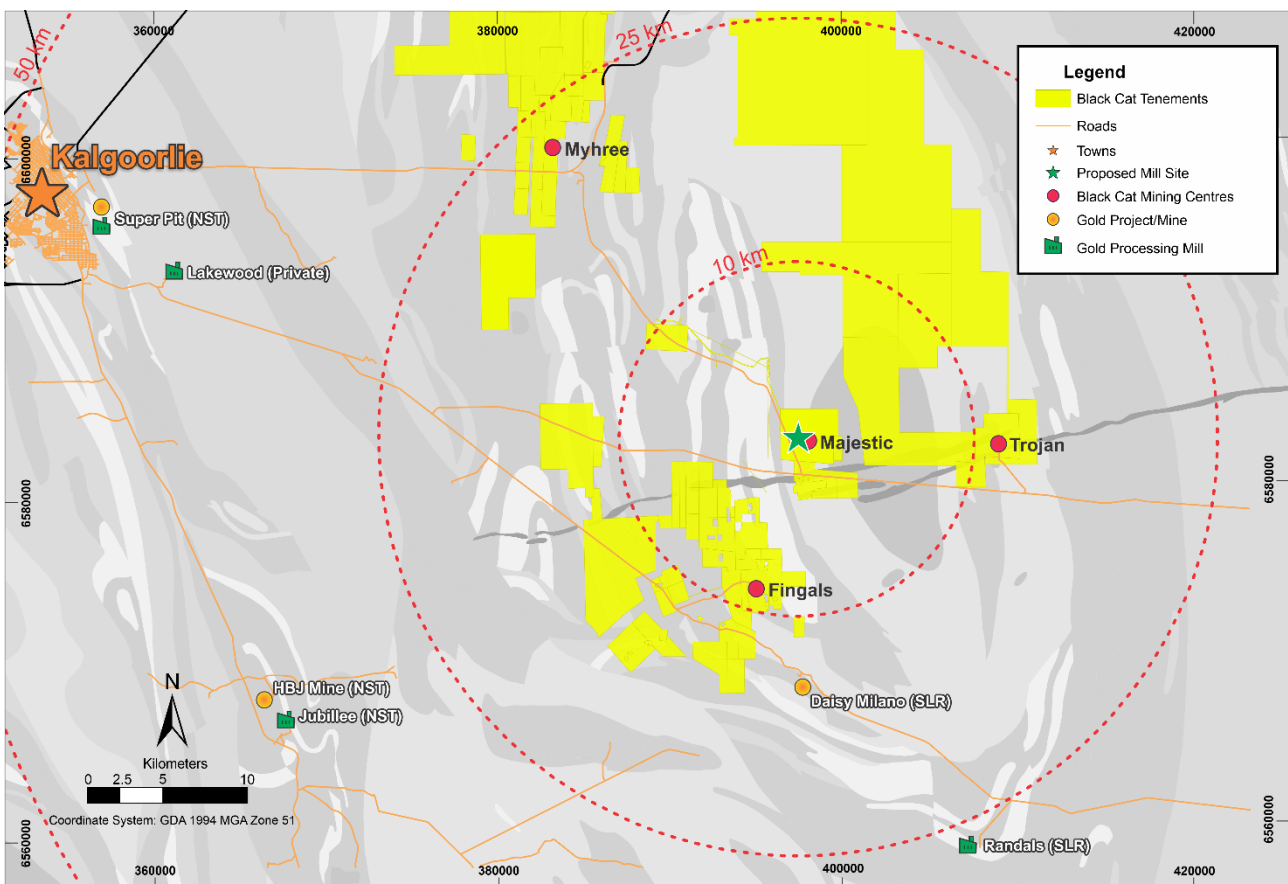 360000
380000
400000
420000
50 km
25 km
Legend
Black Cat Tenements
Roads
Towns
Proposed Mill Site
Black Cat Mining Centres
Gold Project/Mine
Gold Processing Mill
6600000
Kalgoorlie
Myhree
Super Pit (NST)
Lakewood (Private)
10 km
Majestic
Trojan
6580000
6580000
Fingals
N
HBJ Mine (NST)
Jubillee (NST)
Daisy Milano (SLR)
Kilometers
0 2.5 5 10
Coordinate System: GDA 1994 MGA Zone 51
Randals (SLR)
6560000
6560000
360000
380000
400000
420000